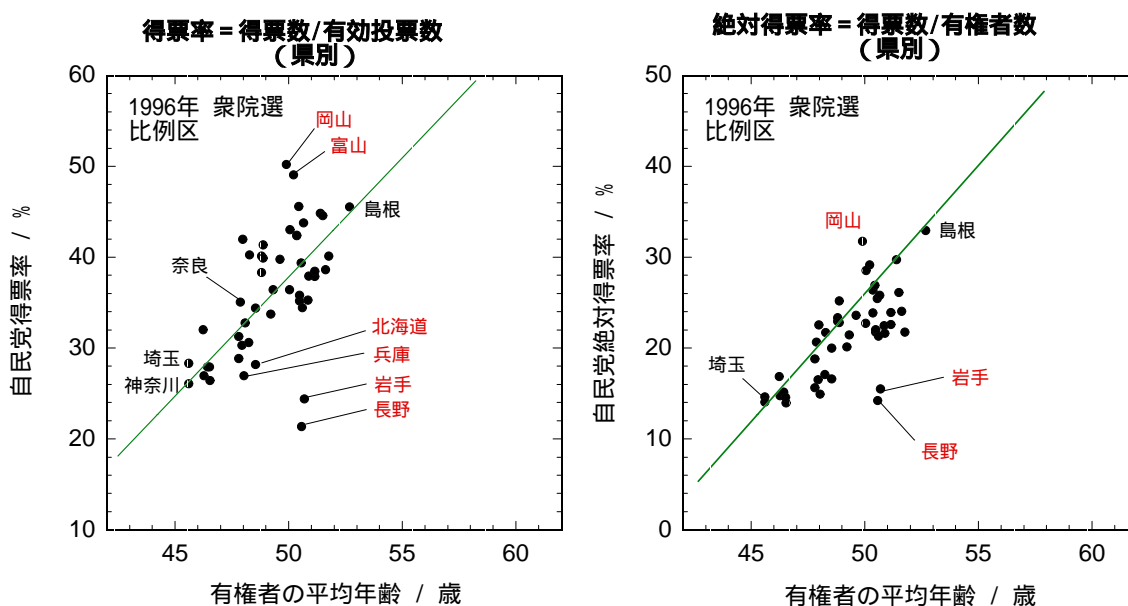 得票率 = 得票数/有効投票数
(県別)
1996年 衆院選
比例区
岡山
富山
島根
奈良
北海道
兵庫
岩手
長野
埼玉
神奈川
60
50
40
30
20
10
45
50
55
60
自民党得票率 / %
有権者の平均年齢 / 歳
絶対得票率 = 得票数/有権者数
(県別)
1996年 衆院選
比例区
岡山
島根
埼玉
岩手
長野
50
40
30
20
10
0
45
50
55
60
自民党絶対得票率 / %
有権者の平均年齢 / 歳